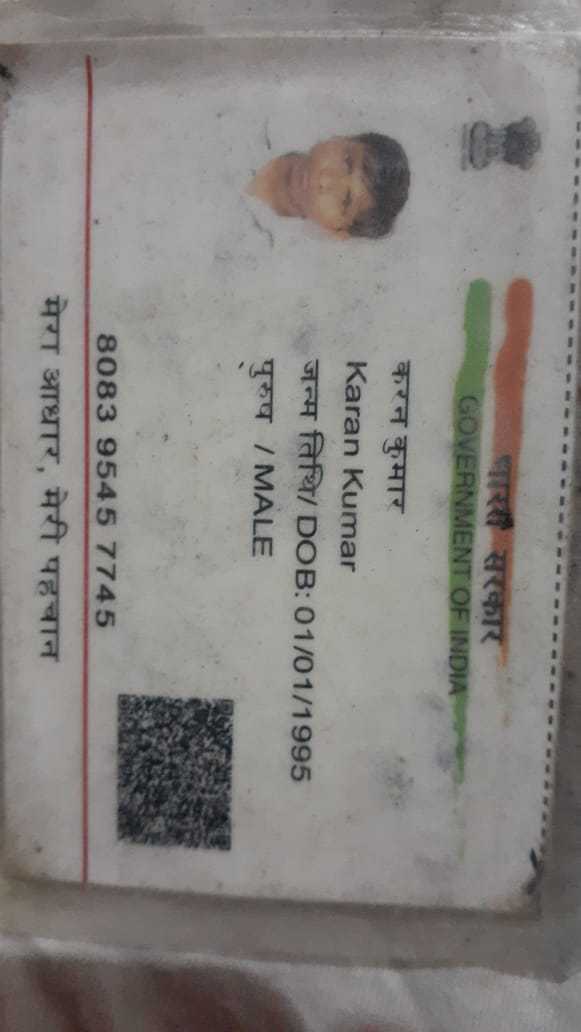 भारत सरकार
GOVERNMENT OF INDIA
करन कुमार
Karan Kumar
जन्म तिथि/ DOB: 01/01/1995
पुरुष / MALE
8083 9545 7745
मेरा आधार, मेरी पहचान